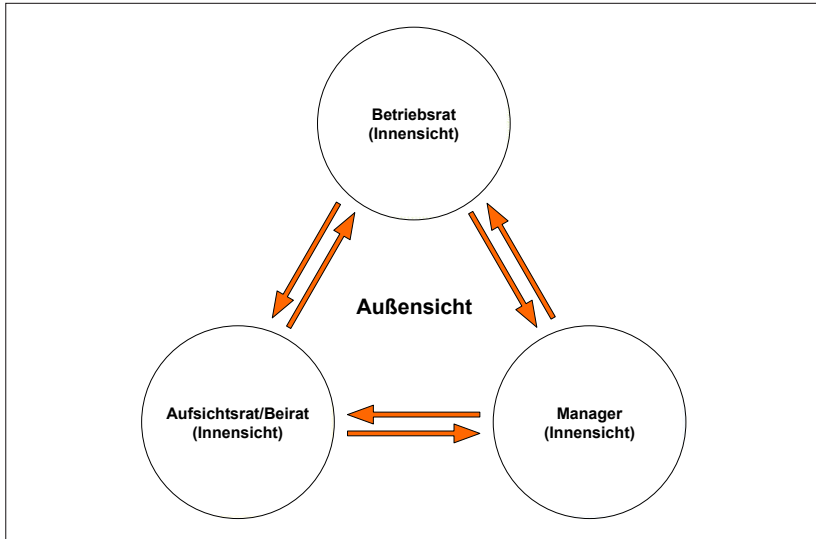 Betriebsrat
(Innensicht)
Außensicht
Aufsichtsrat/Beirat
(Innensicht)
Manager
(Innensicht)